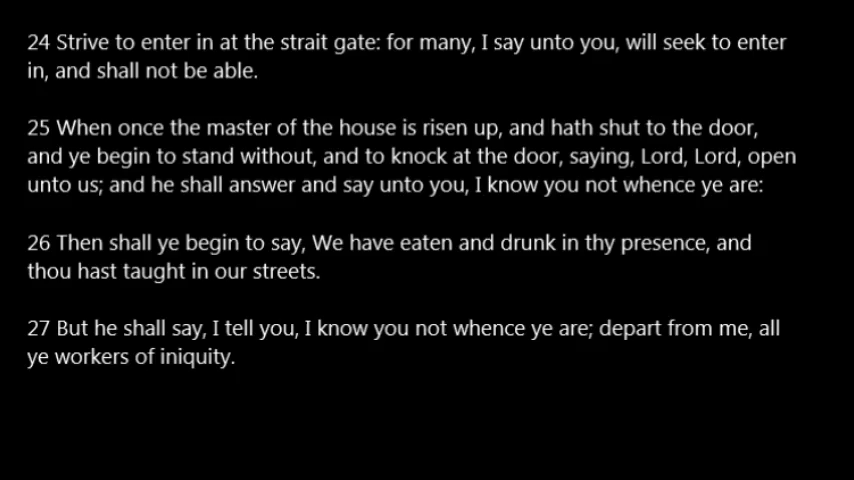 24 Strive to enter in at the strait gate: for many, I say unto you, will seek to enter
in, and shall not be able.
25 When once the master of the house is risen up, and hath shut to the door,
and ye begin to stand without, and to knock at the door, saying, Lord, Lord, open
unto us; and he shall answer and say unto you, I know you not whence ye are:
26 Then shall ye begin to say, We have eaten and drunk in thy presence, and
thou hast taught in our streets.
27 But he shall say, I tell you, I know you not whence ye are; depart from me, all
ye workers of iniquity.